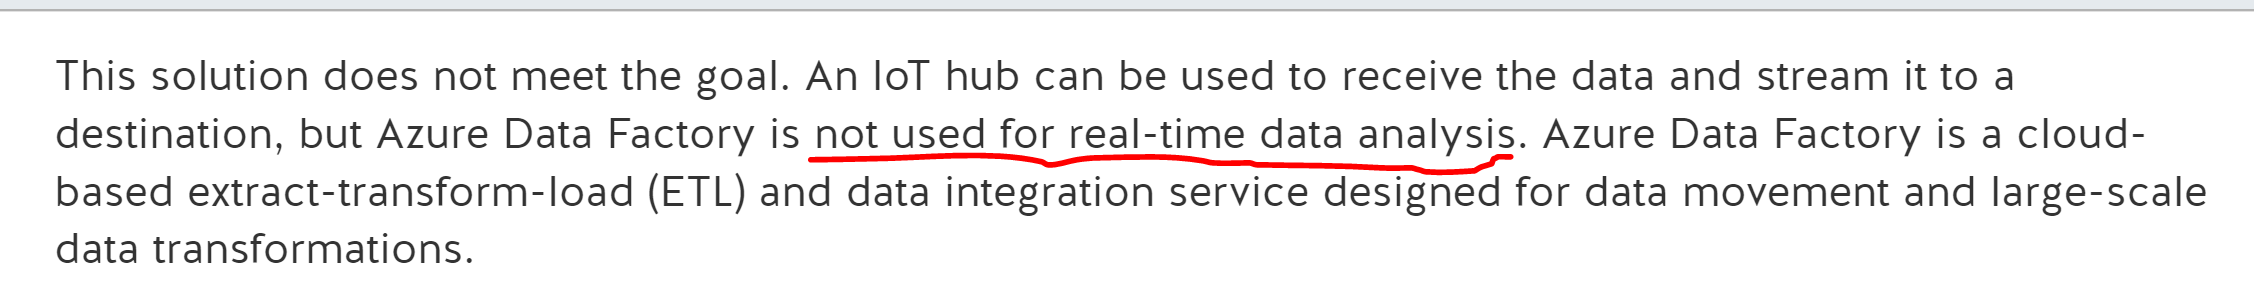 This solution does not meet the goal. An IoT hub can be used to receive the data and stream it to a
destination, but Azure Data Factory is not used for real-time data analysis. Azure Data Factory is a cloud-
based extract-transform-load (ETL) and data integration service designed for data movement and large-scale
data transformations.